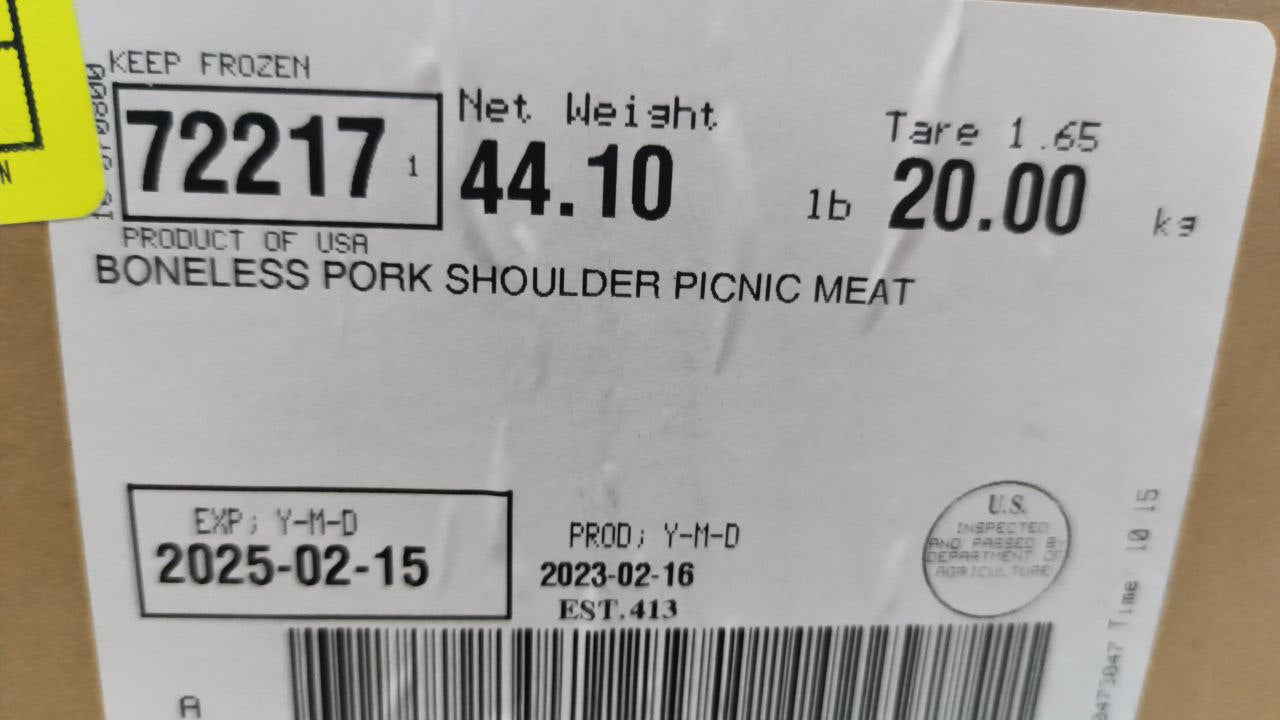 KEEP FROZEN
72217 1
Net Weight
44.10 lb
Tare 1.65
20.00 kg
PRODUCT OF USA
BONELESS PORK SHOULDER PICNIC MEAT
EXP; Y-M-D
2025-02-15
PROD; Y-M-D
2023-02-16
EST.413
U.S.
INSPECTED
AND PASSED BY
DEPARTMENT OF
AGRICULTURE
Time 10 15
A
N